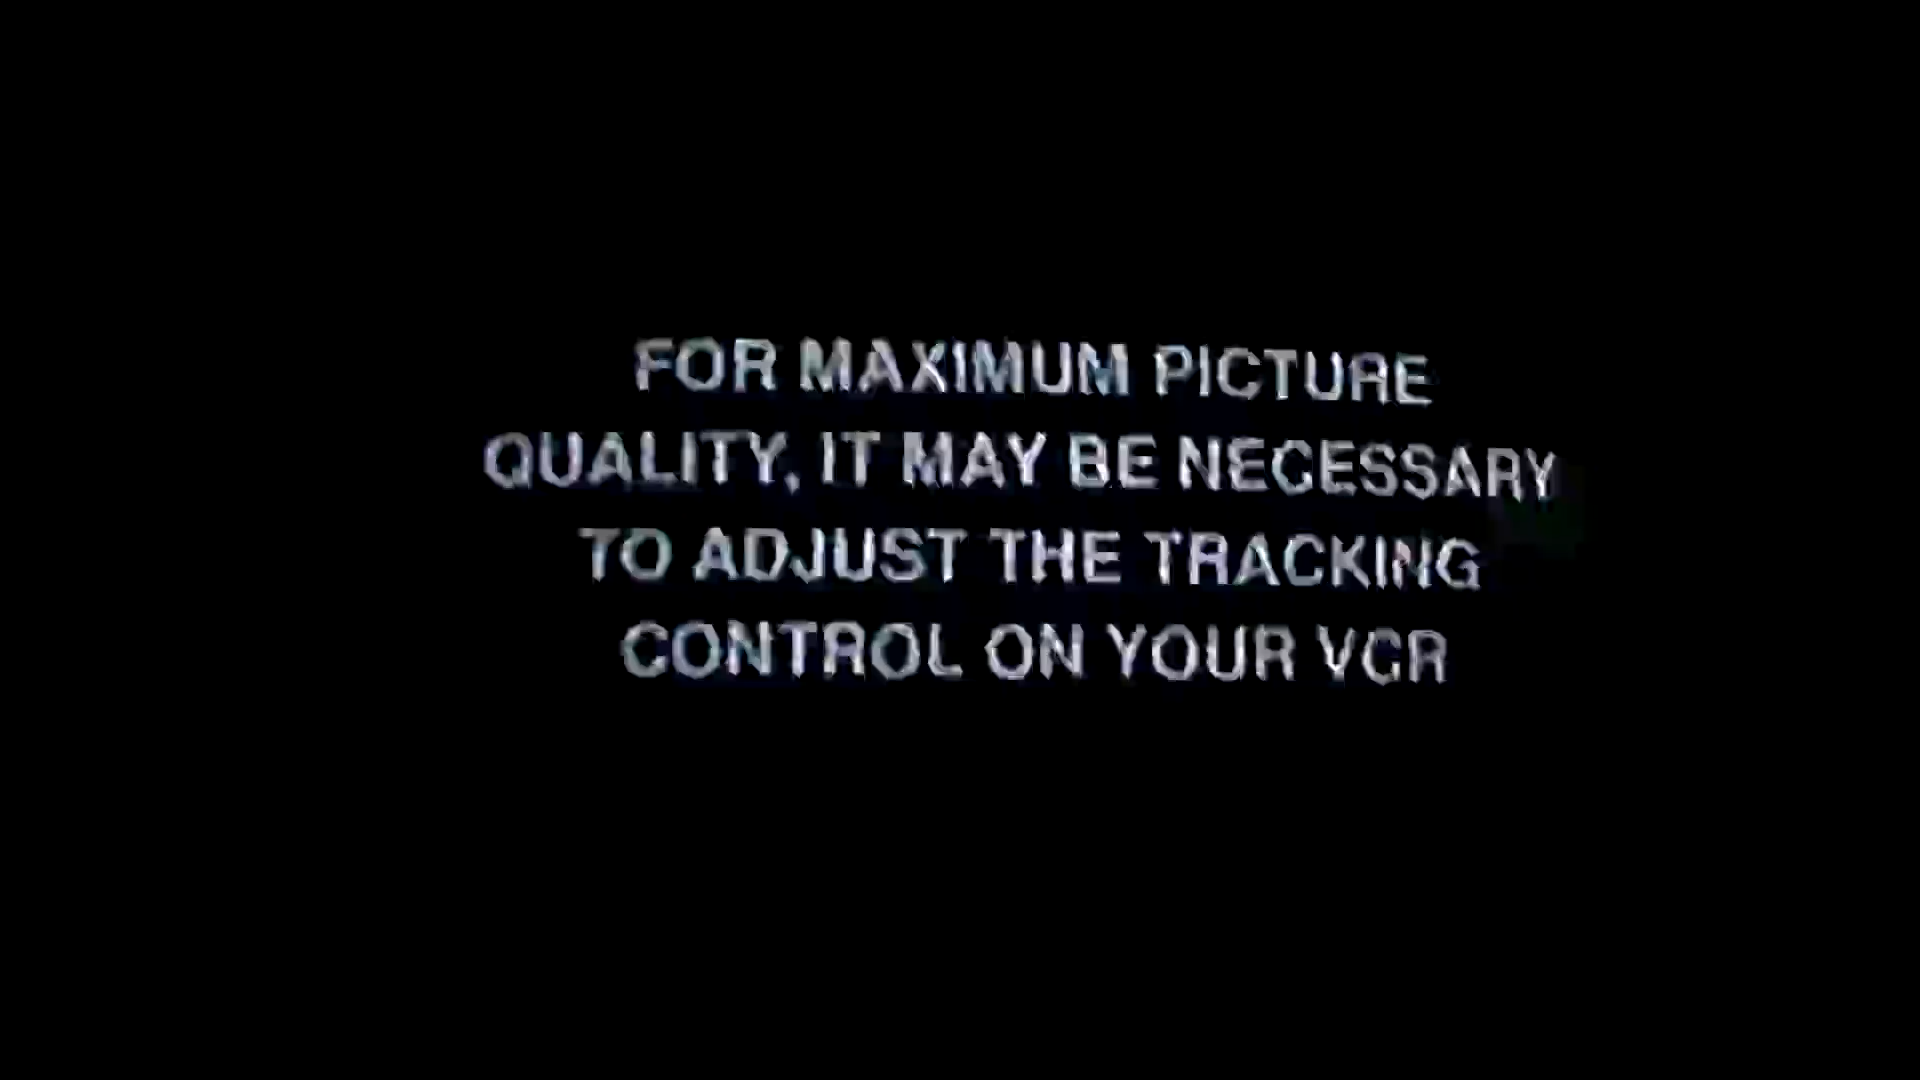 FOR MAXIMUM PICTURE
QUALITY, IT MAY BE NECESSARY
TO ADJUST THE TRACKING
CONTROL ON YOUR VCR